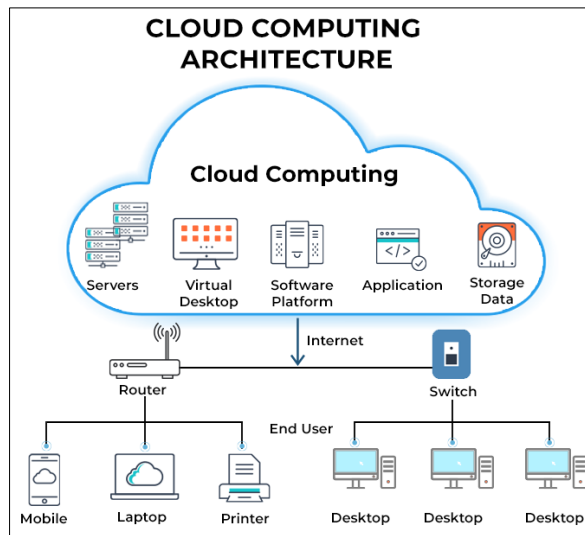 CLOUD COMPUTING
ARCHITECTURE
Cloud Computing
Servers
Virtual
Desktop
Software
Platform
</>
Application
Storage
Data
Internet
Router
Switch
End User
Mobile
Laptop
Printer
Desktop
Desktop
Desktop